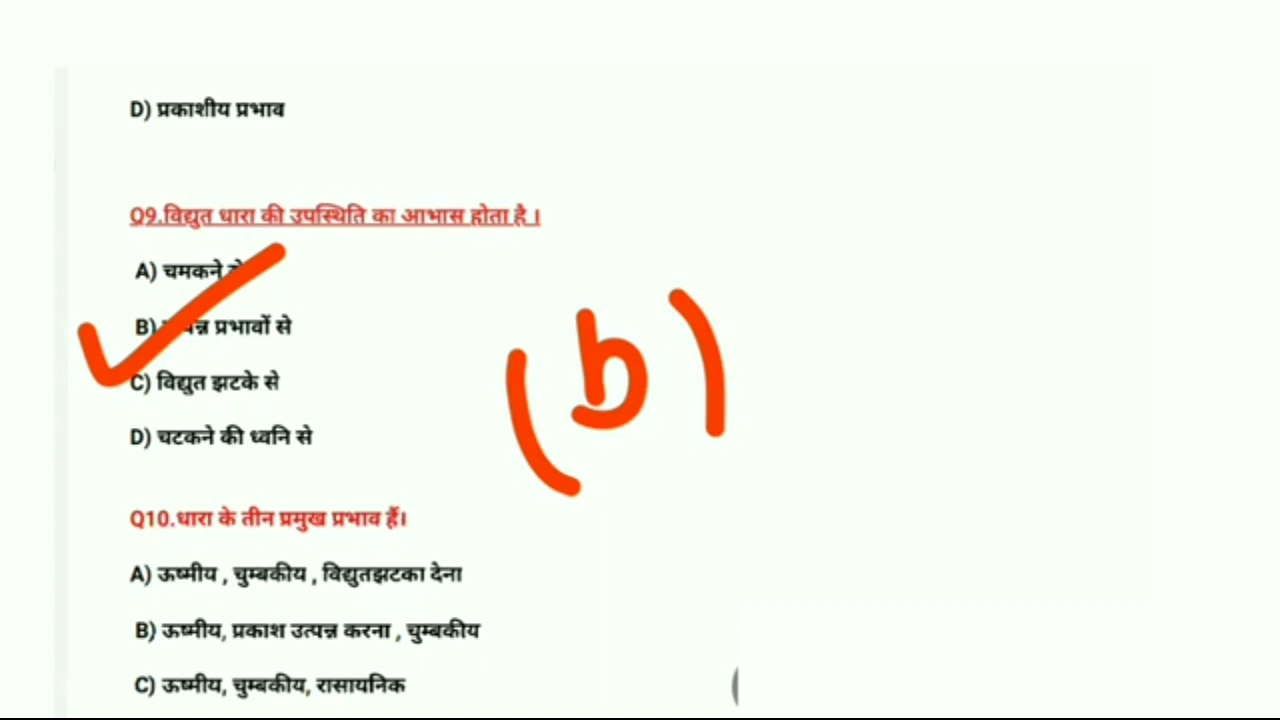 D) प्रकाशीय प्रभाव
Q9.विद्युत धारा की उपस्थिति का आभास होता है।
A) चमकने
B) प्रभावों से
(b)
C) विद्युत झटके से
D) चटकने की ध्वनि से
Q10.धारा के तीन प्रमुख प्रभाव हैं।
A) ऊष्मीय , चुम्बकीय , विद्युतझटका देना
B) ऊष्मीय, प्रकाश उत्पन्न करना , चुम्बकीय
C) ऊष्मीय, चुम्बकीय, रासायनिक